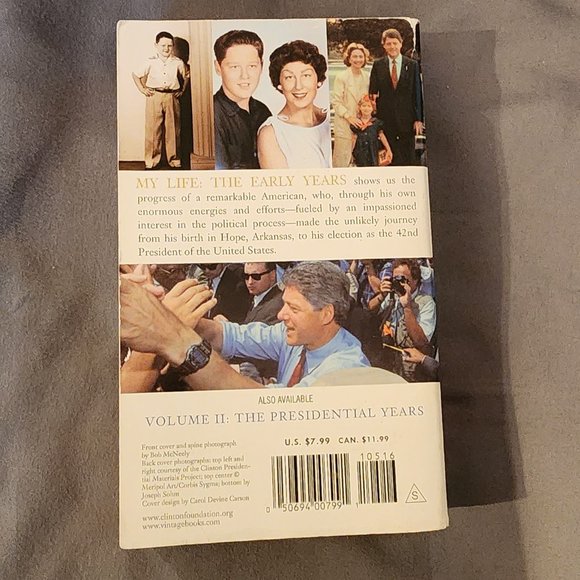 MY LIFE: THE EARLY YEARS shows us the
progress of a remarkable American, who, through his own
enormous energies and efforts—fueled by an impassioned
interest in the political process—made the unlikely journey
from his birth in Hope, Arkansas, to his election as the 42nd
President of the United States.
ALSO AVAILABLE
VOLUME II: THE PRESIDENTIAL YEARS
Front cover and spine photograph
by Bob McNeely
Back cover photographs: top left and
right courtesy of the Clinton Presiden-
tial Materials Project; top center ©
Meripol Art/Corbis Sygma; bottom by
Joseph Sohm
Cover design by Carol Devine Carson
www.clintonfoundation.org
www.vintagebooks.com
U.S. $7.99 CAN. $11.99
10516
0 50694 00799 1
S